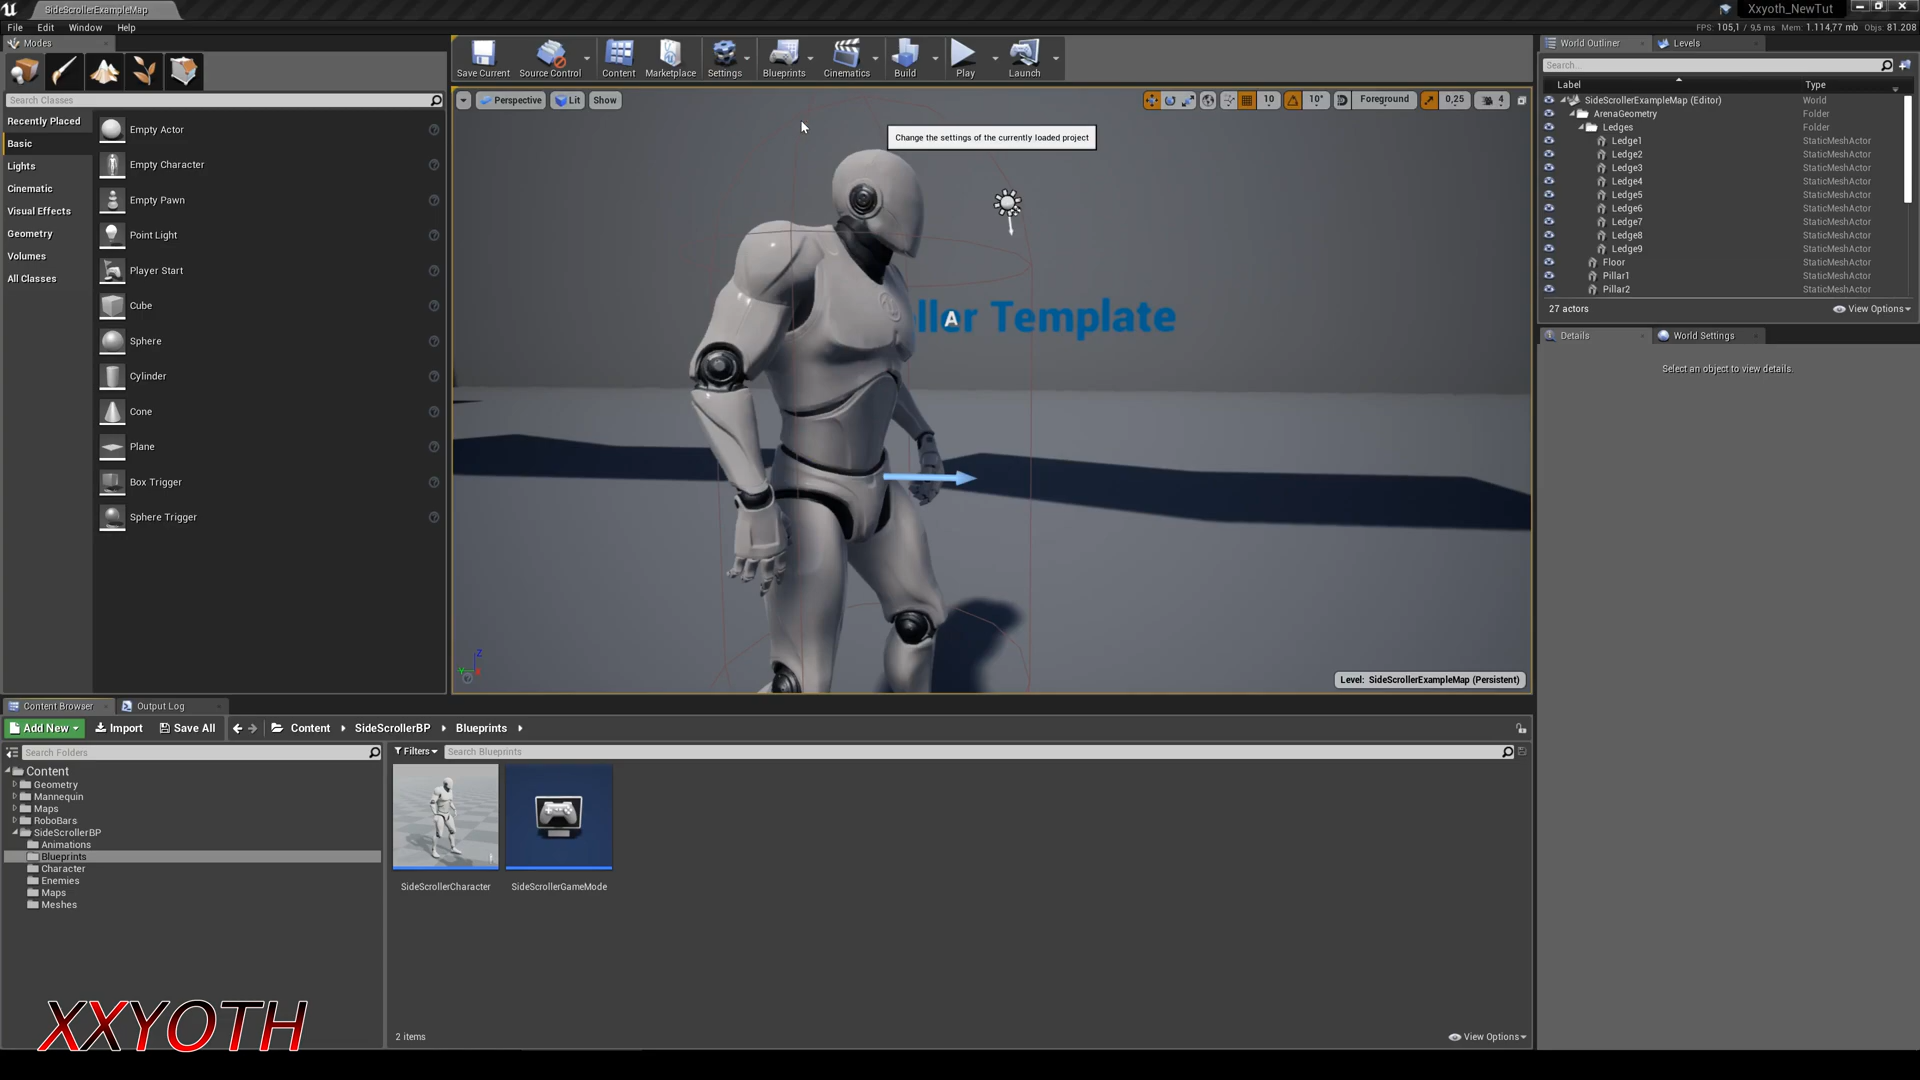 SideScrollerExampleMap
Xxyoth_NewTut
File Edit Window Help
FPS: 105,1 / 9,5 ms Mem: 1.114,77 mb Objs: 81.208
Modes
Save Current
Source Control
Content
Marketplace
Settings
Blueprints
Cinematics
Build
Play
Launch
World Outliner
Levels
Search...
Label
Type
Search Classes
Perspective
Lit
Show
10
10°
Foreground
0,25
4
Change the settings of the currently loaded project
Recently Placed
Basic
Lights
Cinematic
Visual Effects
Geometry
Volumes
All Classes
Empty Actor
Empty Character
Empty Pawn
Point Light
Player Start
Cube
Sphere
Cylinder
Cone
Plane
Box Trigger
Sphere Trigger
ller Template
A
Level: SideScrollerExampleMap (Persistent)
SideScrollerExampleMap (Editor) World
ArenaGeometry Folder
Ledges Folder
Ledge1 StaticMeshActor
Ledge2 StaticMeshActor
Ledge3 StaticMeshActor
Ledge4 StaticMeshActor
Ledge5 StaticMeshActor
Ledge6 StaticMeshActor
Ledge7 StaticMeshActor
Ledge8 StaticMeshActor
Ledge9 StaticMeshActor
Floor StaticMeshActor
Pillar1 StaticMeshActor
Pillar2 StaticMeshActor
27 actors
View Options
Details
World Settings
Select an object to view details.
Content Browser
Output Log
Add New
Import
Save All
Content
SideScrollerBP
Blueprints
Search Folders
Filters
Search Blueprints
Content
Geometry
Mannequin
Maps
RoboBars
SideScrollerBP
Animations
Blueprints
Character
Enemies
Maps
Meshes
SideScrollerCharacter
SideScrollerGameMode
2 items
View Options
XXYOTH
Z